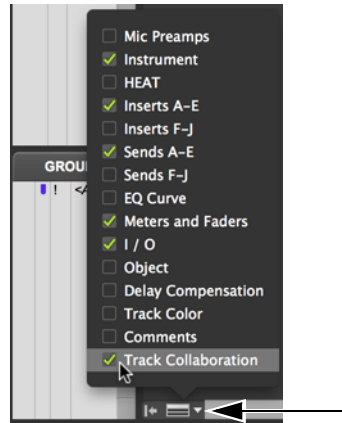 Mic Preamps
Instrument
HEAT
Inserts A-E
Inserts F-J
Sends A-E
Sends F-J
EQ Curve
Meters and Faders
I / O
Object
Delay Compensation
Track Color
Comments
Track Collaboration
GROU
! <A